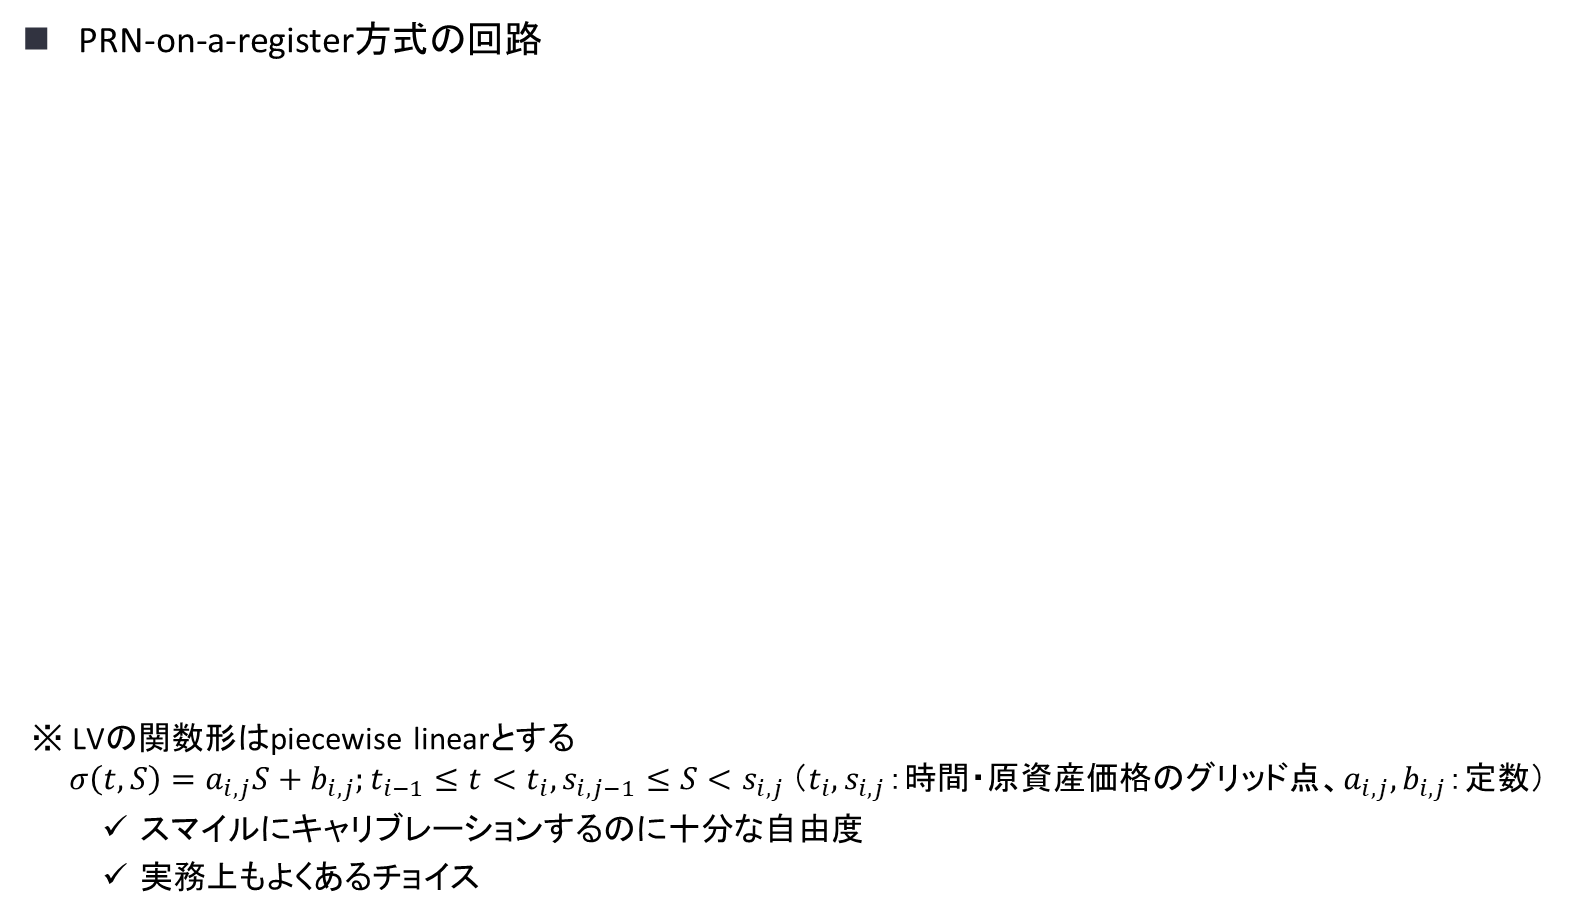 ■ PRN-on-a-register方式の回路
※ LVの関数形はpiecewise linearとする
σ(t, S) = a_{i,j}S + b_{i,j}; t_{i−1} ≤ t < t_i, s_{i,j−1} ≤ S < s_{i,j} (t_i, s_{i,j}:時間・原資産価格のグリッド点、a_{i,j}, b_{i,j}:定数)
✓ スマイルにキャリブレーションするのに十分な自由度
✓ 実務上もよくあるチョイス